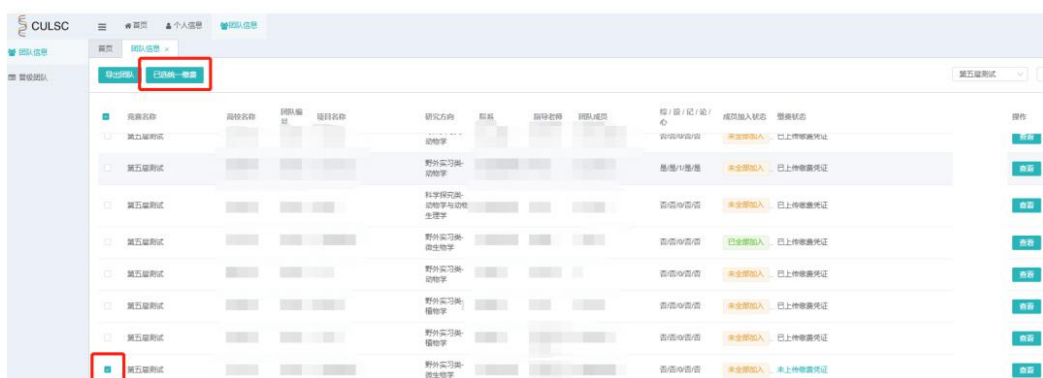 CULSC
首页
个人信息
团队信息
团队信息
晋级团队
首页
团队信息 ×
导出团队
已选统一缴费
第五届测试
竞赛名称
高校名称
团队编号
项目名称
研究方向
院系
指导老师
团队成员
综/设/记/论/心
成员加入状态
缴费状态
操作
第五届测试
动物学
否/否/0/否/否
未全部加入
已上传缴费凭证
查看
第五届测试
野外实习类-
动物学
是/是/1/是/是
未全部加入
已上传缴费凭证
查看
第五届测试
科学探究类-
动物学与动物
生理学
否/否/0/否/否
未全部加入
已上传缴费凭证
查看
第五届测试
野外实习类-
微生物学
否/否/0/否/否
已全部加入
已上传缴费凭证
查看
第五届测试
野外实习类-
动物学
否/否/0/否/否
未全部加入
已上传缴费凭证
查看
第五届测试
野外实习类-
植物学
否/否/0/否/否
未全部加入
已上传缴费凭证
查看
第五届测试
野外实习类-
植物学
否/否/0/否/否
未全部加入
已上传缴费凭证
查看
第五届测试
野外实习类-
微生物学
否/否/0/否/否
未全部加入
未上传缴费凭证
查看